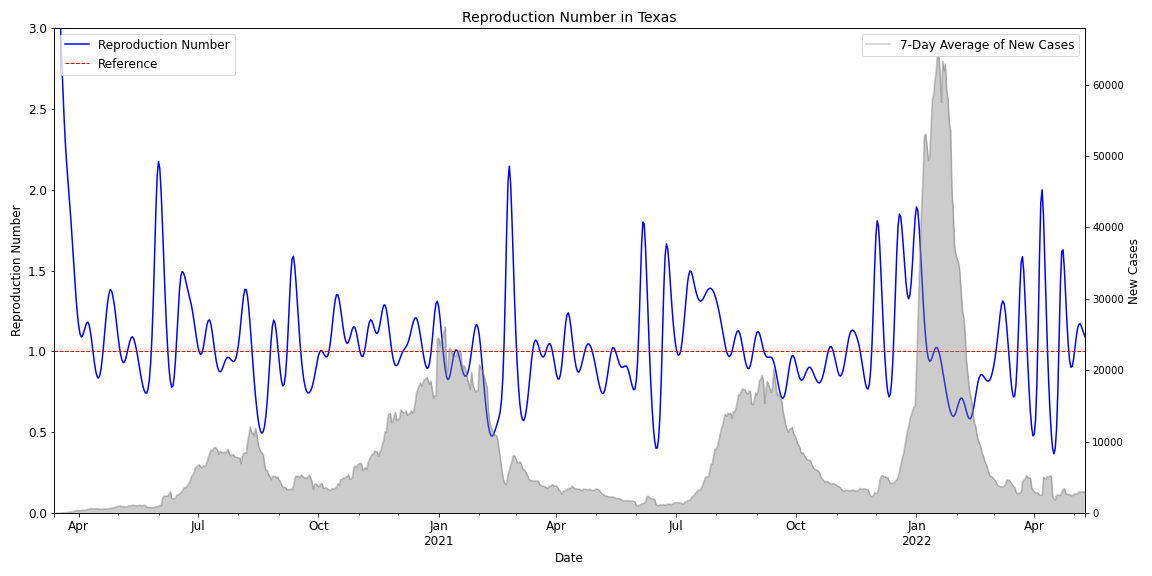 Reproduction Number in Texas
Reproduction Number
Reference
7-Day Average of New Cases
3.0
2.5
2.0
1.5
1.0
0.5
0.0
Reproduction Number
60000
50000
40000
30000
20000
10000
0
New Cases
Apr
Jul
Oct
Jan
2021
Apr
Jul
Oct
Jan
2022
Apr
Date